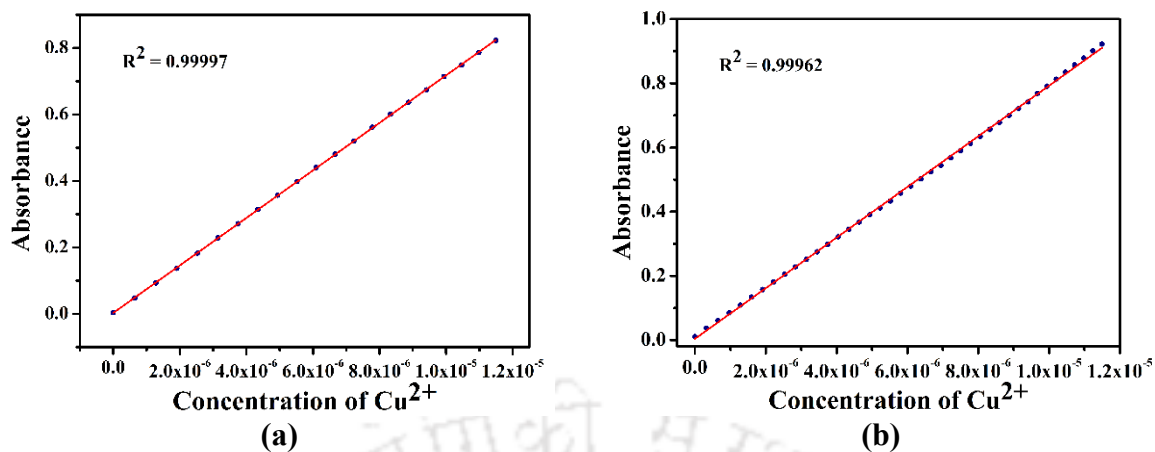 R² = 0.99997
Absorbance
0.8
0.6
0.4
0.2
0.0
0.0 2.0x10⁻⁶ 4.0x10⁻⁶ 6.0x10⁻⁶ 8.0x10⁻⁶ 1.0x10⁻⁵ 1.2x10⁻⁵
Concentration of Cu²⁺
(a)
R² = 0.99962
Absorbance
1.0
0.8
0.6
0.4
0.2
0.0
0.0 2.0x10⁻⁶ 4.0x10⁻⁶ 6.0x10⁻⁶ 8.0x10⁻⁶ 1.0x10⁻⁵ 1.2x10⁻⁵
Concentration of Cu²⁺
(b)